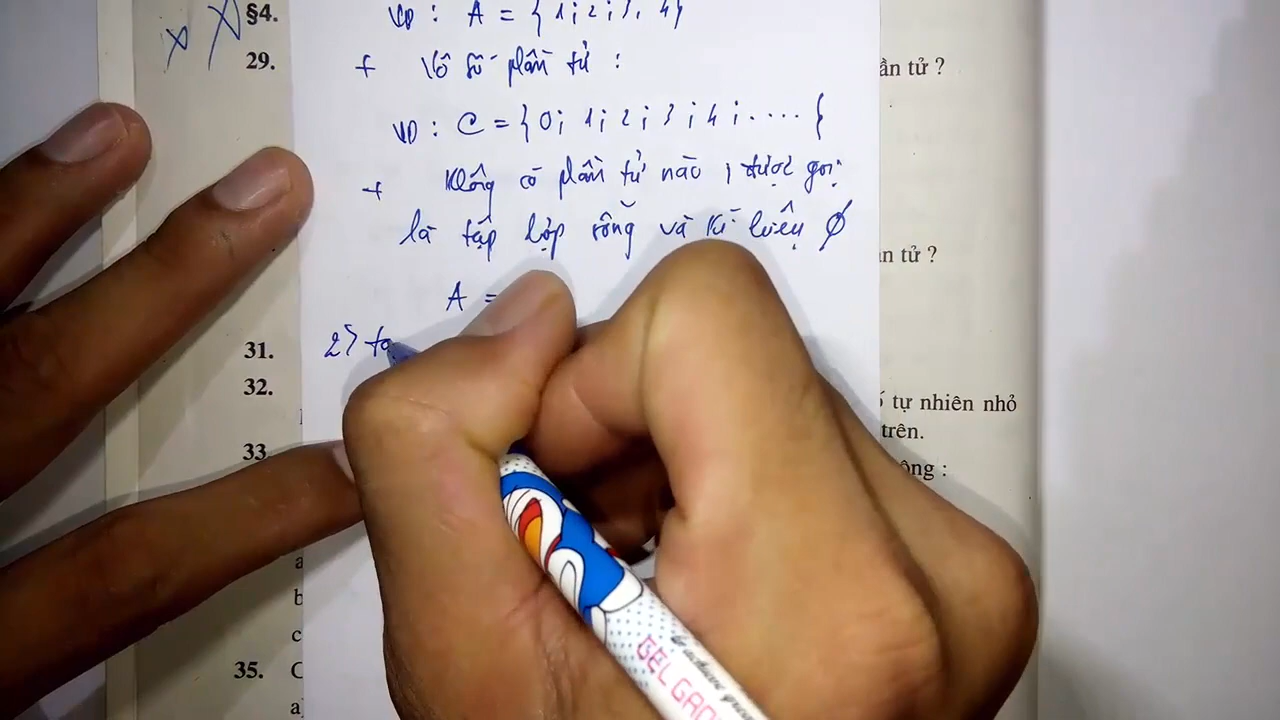 §4.
VD : A = { 1 ; 2 ; 3 . 4 }
29.
+ Vô số phần tử :
ần tử ?
VD : C = { 0 ; 1 ; 2 ; 3 ; 4 ; .... {
+ Không có phần tử nào , được gọi
là tập hợp rỗng và kí hiệu ∅
n tử ?
A =
31.
2> tậ
32.
ố tự nhiên nhỏ
trên.
33
ông :
a
b
c
35. C
a
GEL